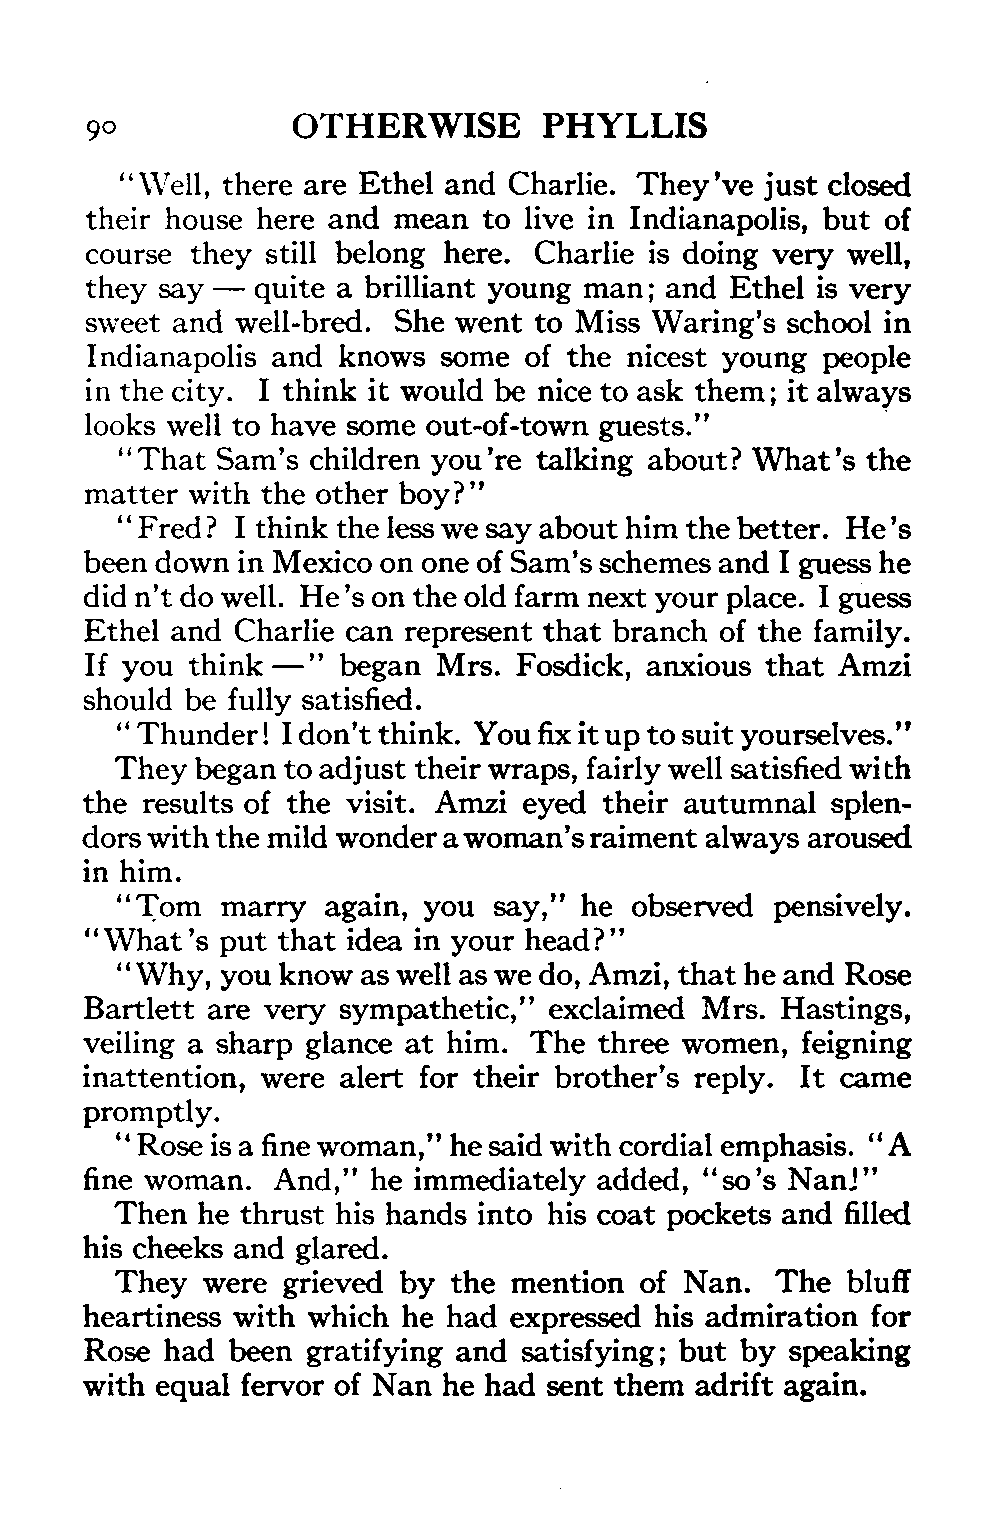 90 OTHERWISE PHYLLIS
"Well, there are Ethel and Charlie. They've just closed
their house here and mean to live in Indianapolis, but of
course they still belong here. Charlie is doing very well,
they say — quite a brilliant young man; and Ethel is very
sweet and well-bred. She went to Miss Waring's school in
Indianapolis and knows some of the nicest young people
in the city. I think it would be nice to ask them; it always
looks well to have some out-of-town guests."
"That Sam's children you're talking about? What's the
matter with the other boy?"
"Fred? I think the less we say about him the better. He's
been down in Mexico on one of Sam's schemes and I guess he
did n't do well. He's on the old farm next your place. I guess
Ethel and Charlie can represent that branch of the family.
If you think —" began Mrs. Fosdick, anxious that Amzi
should be fully satisfied.
"Thunder! I don't think. You fix it up to suit yourselves."
They began to adjust their wraps, fairly well satisfied with
the results of the visit. Amzi eyed their autumnal splen-
dors with the mild wonder a woman's raiment always aroused
in him.
"Tom marry again, you say," he observed pensively.
"What's put that idea in your head?"
"Why, you know as well as we do, Amzi, that he and Rose
Bartlett are very sympathetic," exclaimed Mrs. Hastings,
veiling a sharp glance at him. The three women, feigning
inattention, were alert for their brother's reply. It came
promptly.
"Rose is a fine woman," he said with cordial emphasis. "A
fine woman. And," he immediately added, "so's Nan!"
Then he thrust his hands into his coat pockets and filled
his cheeks and glared.
They were grieved by the mention of Nan. The bluff
heartiness with which he had expressed his admiration for
Rose had been gratifying and satisfying; but by speaking
with equal fervor of Nan he had sent them adrift again.